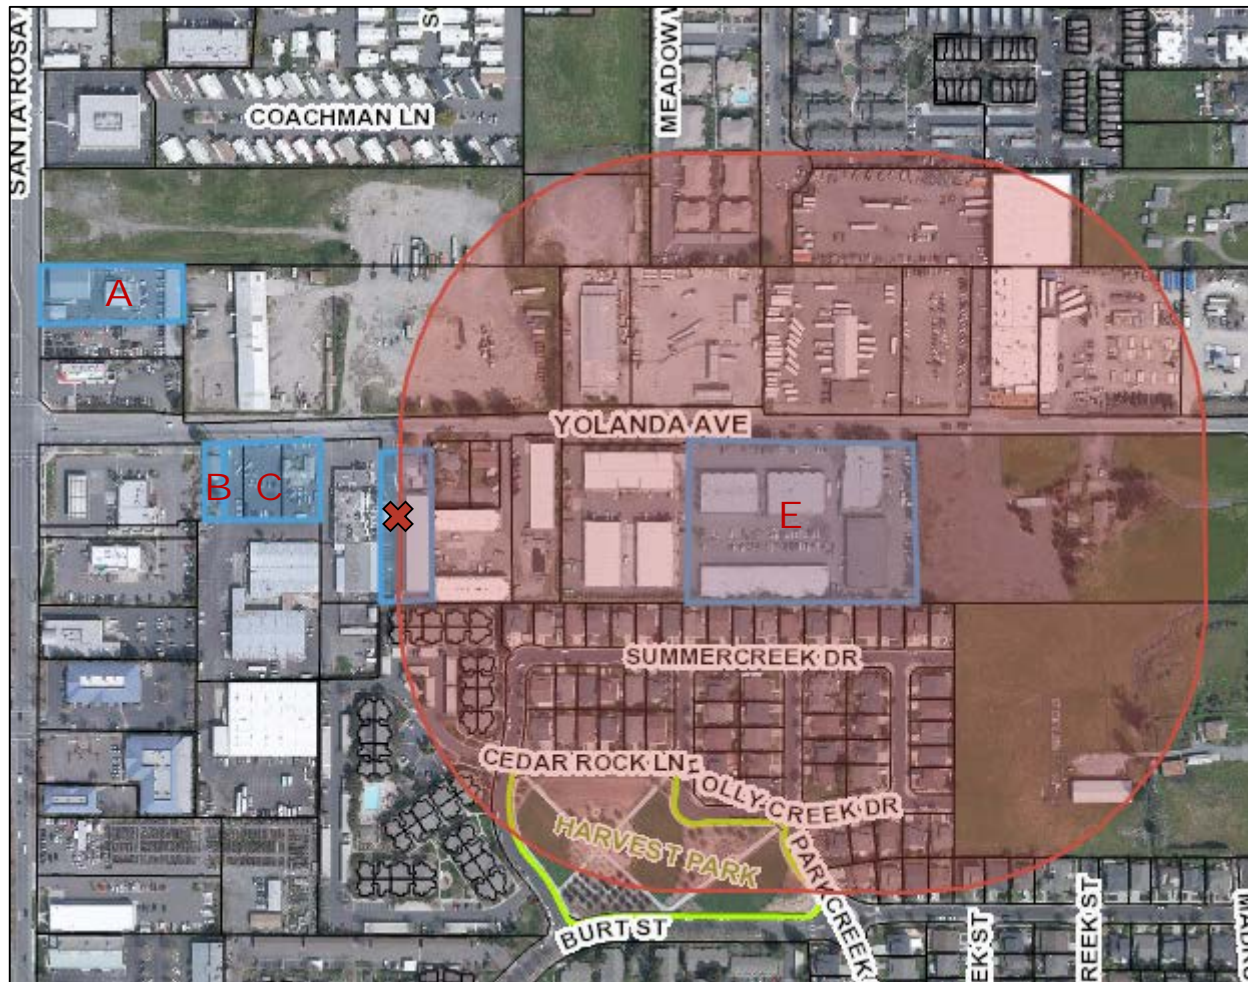 SANTA ROSA
COACHMAN LN
MEADOW
A
YOLANDA AVE
B
C
E
SUMMERCREEK DR
CEDAR ROCK LN
OLLY CREEK DR
HARVEST PARK
PARK CREEK
BURT ST
EK ST
REEK ST